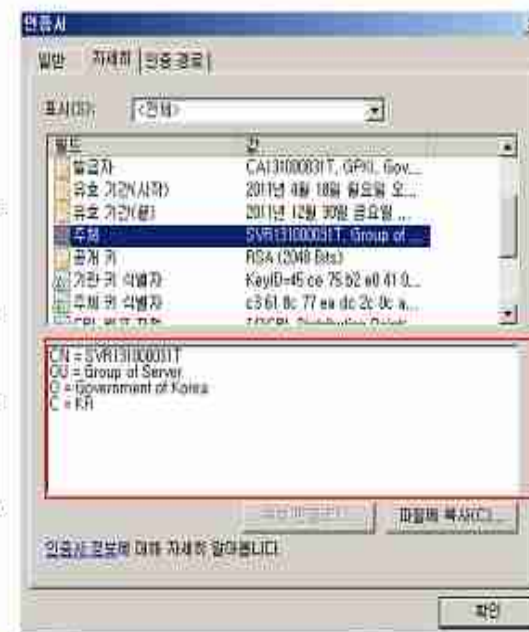 인증서
일반 자세히 인증 경로
표시(S): <전체>
필드 값
발급자 CA131000031T, GPKI, Gov...
유효 기간(시작) 2011년 4월 18일 월요일 오...
유효 기간(끝) 2011년 12월 30일 금요일 ...
주체 SVR131000031T, Group of ...
공개 키 RSA (2048 Bits)
기관 키 식별자 KeyID=45 ce 75 b2 e0 41 9...
주체 키 식별자 c3 61 8c 77 ea dc 2c 0c a...
CN = SVR131000031T
OU = Group of Server
O = Government of Korea
C = KR
파일에 복사(C)...
인증서 정보에 대해 자세히 알아봅니다.
확인